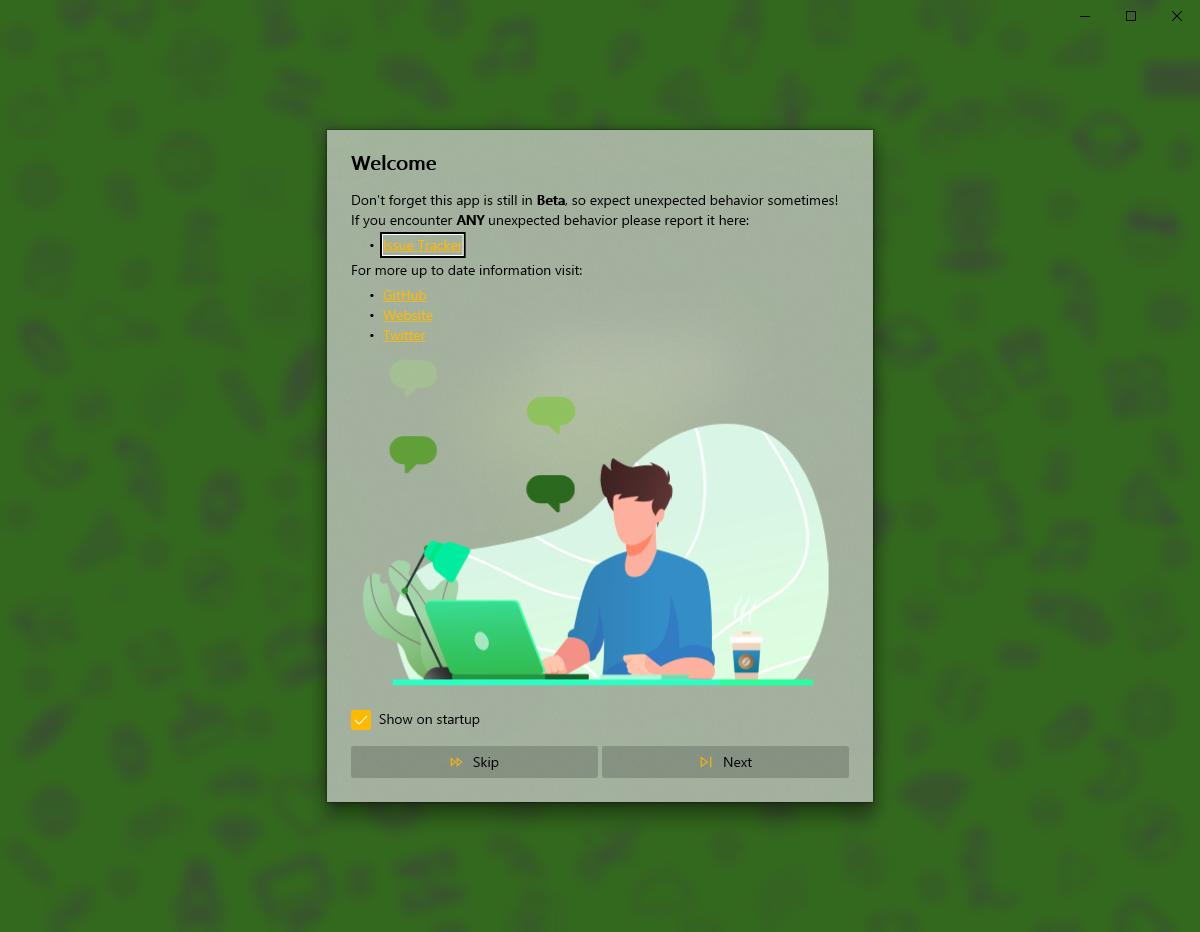 Welcome
Don't forget this app is still in Beta, so expect unexpected behavior sometimes!
If you encounter ANY unexpected behavior please report it here:
• Issue Tracker
For more up to date information visit:
• GitHub
• Website
• Twitter
Show on startup
Skip
Next